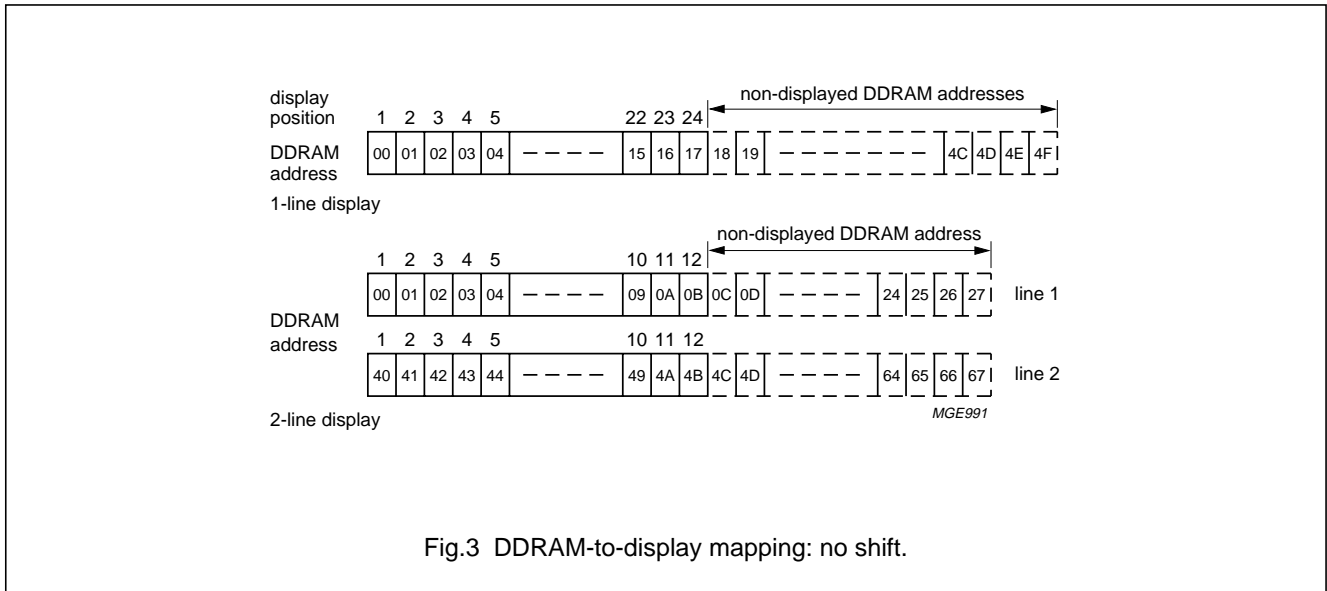 non-displayed DDRAM addresses
display
position
1 2 3 4 5 22 23 24
DDRAM
address
00 01 02 03 04 15 16 17 18 19 4C 4D 4E 4F
1-line display
non-displayed DDRAM address
1 2 3 4 5 10 11 12
00 01 02 03 04 09 0A 0B 0C 0D 24 25 26 27 line 1
DDRAM
address
1 2 3 4 5 10 11 12
40 41 42 43 44 49 4A 4B 4C 4D 64 65 66 67 line 2
2-line display
MGE991
Fig.3 DDRAM-to-display mapping: no shift.